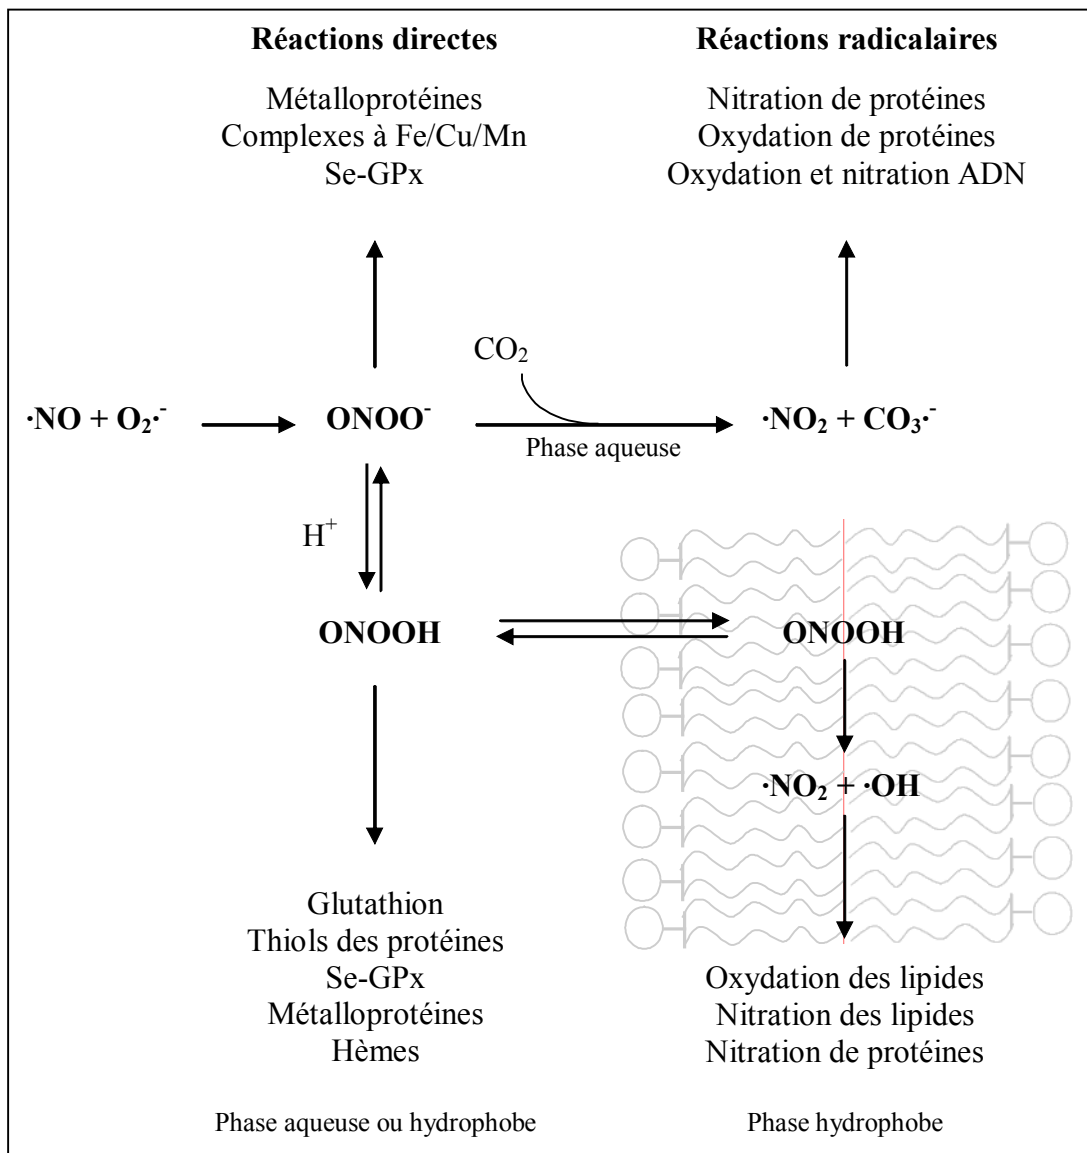 Réactions directes
Réactions radicalaires
Métalloprotéines
Complexes à Fe/Cu/Mn
Se-GPx
Nitration de protéines
Oxydation de protéines
Oxydation et nitration ADN
CO₂
·NO + O₂·⁻
ONOO⁻
Phase aqueuse
·NO₂ + CO₃·⁻
H⁺
ONOOH
ONOOH
·NO₂ + ·OH
Glutathion
Thiols des protéines
Se-GPx
Métalloprotéines
Hèmes
Oxydation des lipides
Nitration des lipides
Nitration de protéines
Phase aqueuse ou hydrophobe
Phase hydrophobe